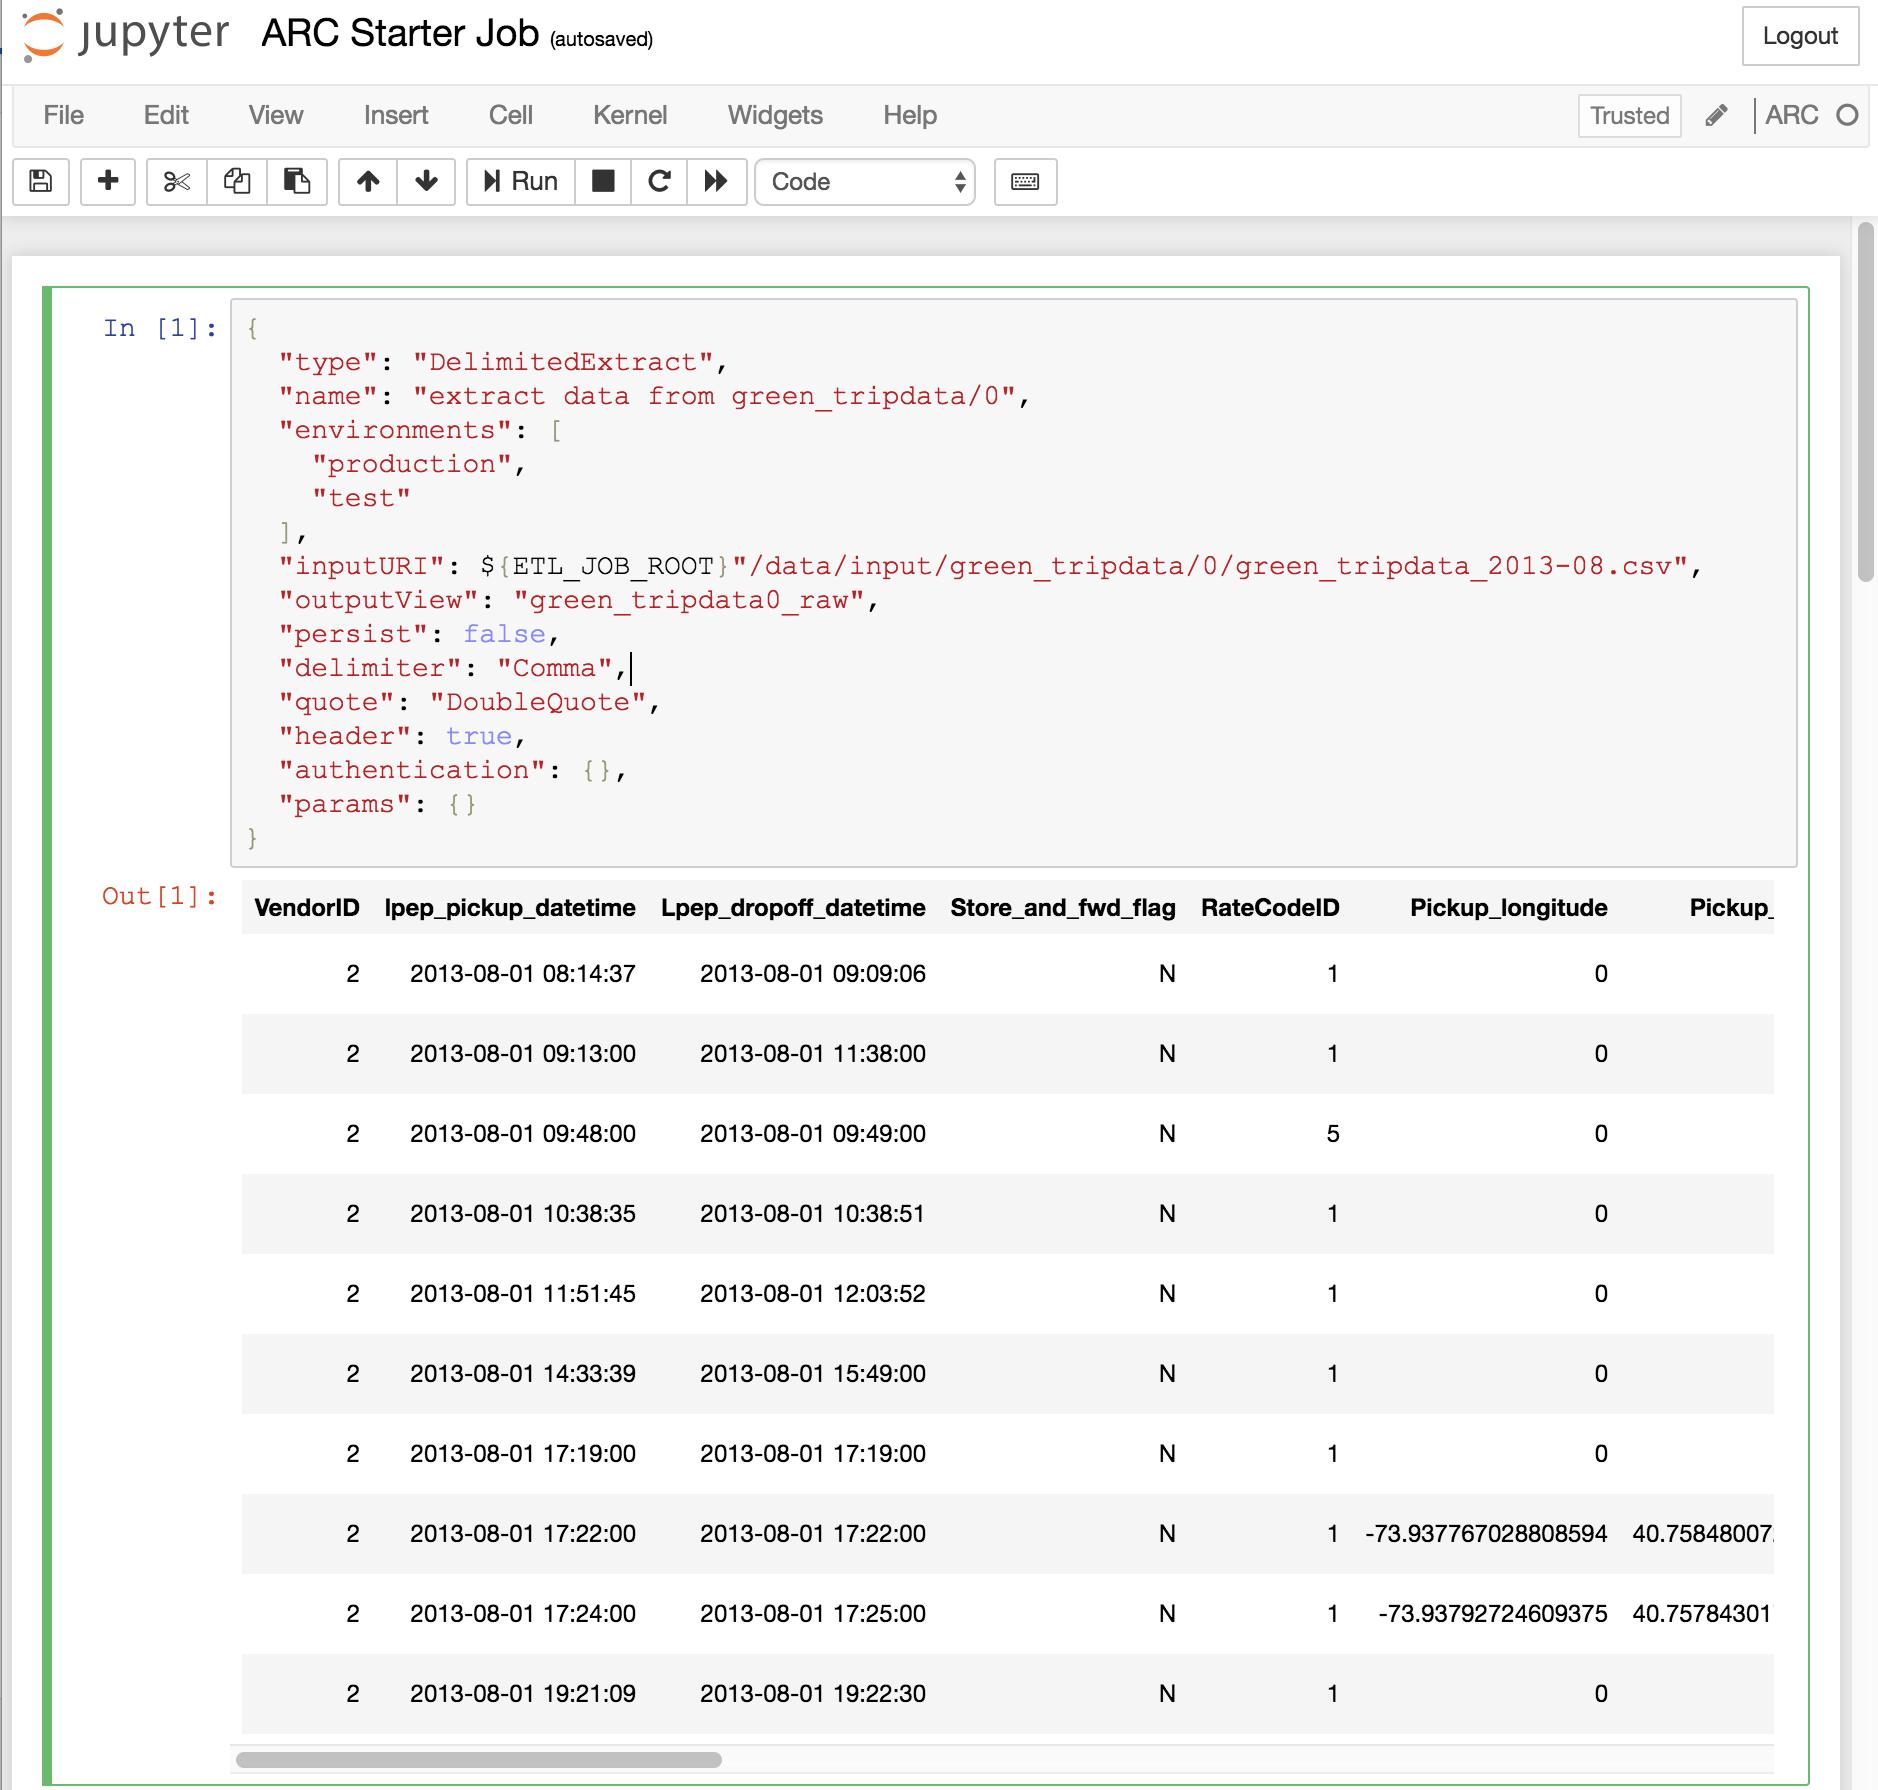 jupyter ARC Starter Job (autosaved) Logout
File Edit View Insert Cell Kernel Widgets Help Trusted ARC
Run Code
In [1]: {
"type": "DelimitedExtract",
"name": "extract data from green_tripdata/0",
"environments": [
"production",
"test"
],
"inputURI": ${ETL_JOB_ROOT}"/data/input/green_tripdata/0/green_tripdata_2013-08.csv",
"outputView": "green_tripdata0_raw",
"persist": false,
"delimiter": "Comma",
"quote": "DoubleQuote",
"header": true,
"authentication": {},
"params": {}
}
Out[1]:
VendorID lpep_pickup_datetime Lpep_dropoff_datetime Store_and_fwd_flag RateCodeID Pickup_longitude Pickup_
2 2013-08-01 08:14:37 2013-08-01 09:09:06 N 1 0
2 2013-08-01 09:13:00 2013-08-01 11:38:00 N 1 0
2 2013-08-01 09:48:00 2013-08-01 09:49:00 N 5 0
2 2013-08-01 10:38:35 2013-08-01 10:38:51 N 1 0
2 2013-08-01 11:51:45 2013-08-01 12:03:52 N 1 0
2 2013-08-01 14:33:39 2013-08-01 15:49:00 N 1 0
2 2013-08-01 17:19:00 2013-08-01 17:19:00 N 1 0
2 2013-08-01 17:22:00 2013-08-01 17:22:00 N 1 -73.937767028808594 40.75848007
2 2013-08-01 17:24:00 2013-08-01 17:25:00 N 1 -73.93792724609375 40.75784301
2 2013-08-01 19:21:09 2013-08-01 19:22:30 N 1 0